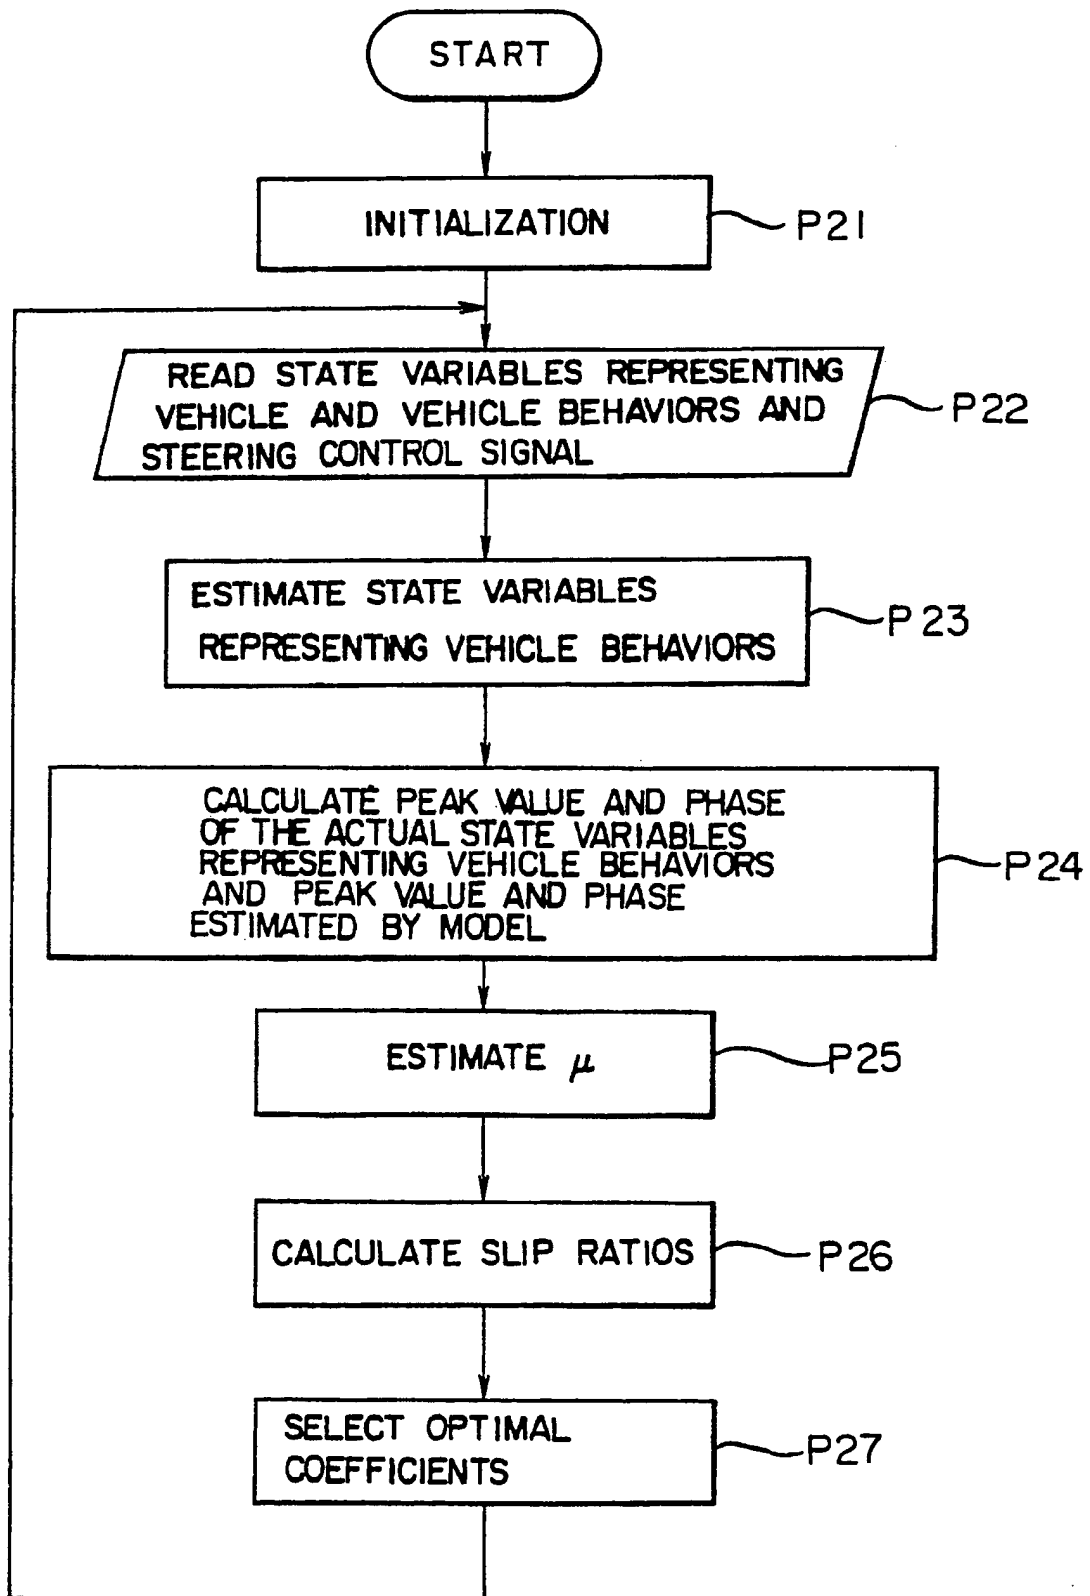 START
INITIALIZATION
P21
READ STATE VARIABLES REPRESENTING
VEHICLE AND VEHICLE BEHAVIORS AND
STEERING CONTROL SIGNAL
P22
ESTIMATE STATE VARIABLES
REPRESENTING VEHICLE BEHAVIORS
P23
CALCULATE PEAK VALUE AND PHASE
OF THE ACTUAL STATE VARIABLES
REPRESENTING VEHICLE BEHAVIORS
AND PEAK VALUE AND PHASE
ESTIMATED BY MODEL
P24
ESTIMATE μ
P25
CALCULATE SLIP RATIOS
P26
SELECT OPTIMAL
COEFFICIENTS
P27